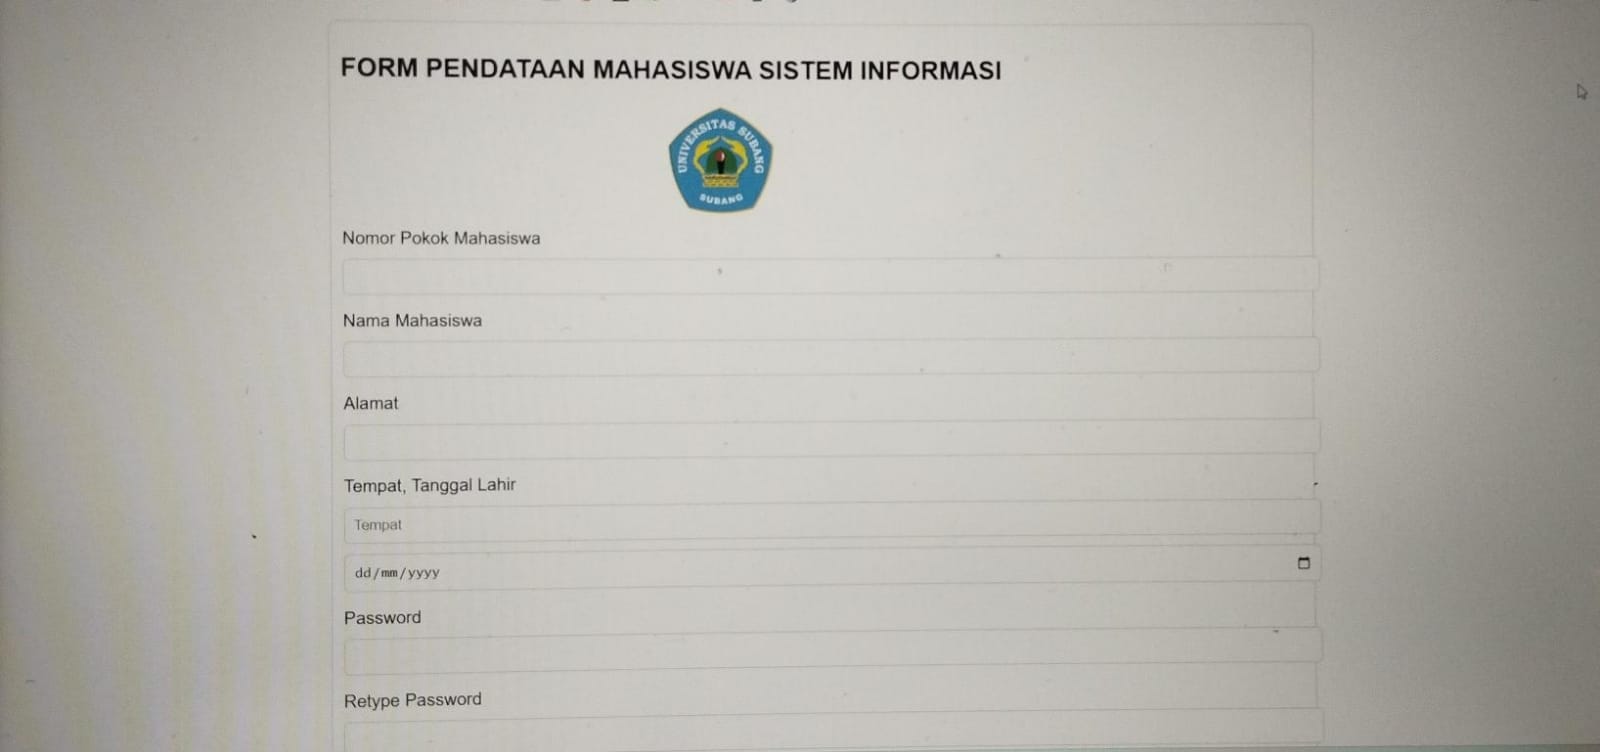 FORM PENDATAAN MAHASISWA SISTEM INFORMASI
UNIVERSITAS SUBANG
SUBANG
Nomor Pokok Mahasiswa
Nama Mahasiswa
Alamat
Tempat, Tanggal Lahir
Tempat
dd/mm/yyyy
Password
Retype Password